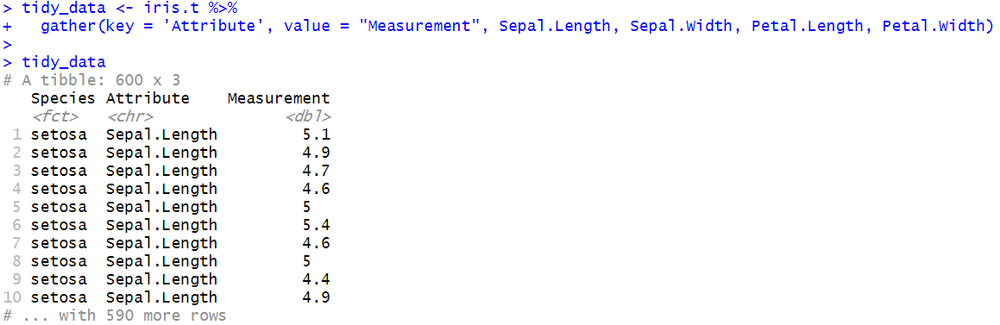 > tidy_data <- iris.t %>%
+   gather(key = 'Attribute', value = "Measurement", Sepal.Length, Sepal.Width, Petal.Length, Petal.Width)
>
> tidy_data
# A tibble: 600 x 3
   Species Attribute    Measurement
   <fct>   <chr>              <dbl>
 1 setosa  Sepal.Length         5.1
 2 setosa  Sepal.Length         4.9
 3 setosa  Sepal.Length         4.7
 4 setosa  Sepal.Length         4.6
 5 setosa  Sepal.Length         5
 6 setosa  Sepal.Length         5.4
 7 setosa  Sepal.Length         4.6
 8 setosa  Sepal.Length         5
 9 setosa  Sepal.Length         4.4
10 setosa  Sepal.Length         4.9
# ... with 590 more rows